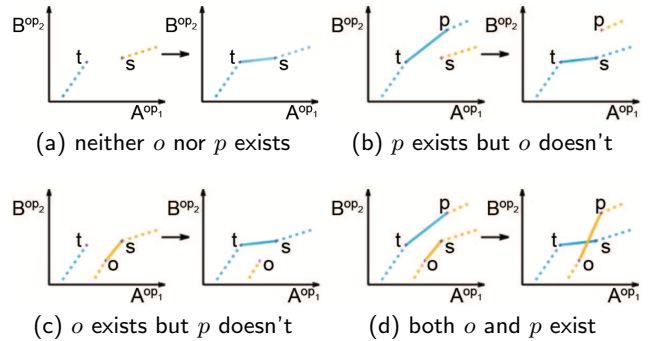 B^op₂ t s A^op₁
B^op₂ t s A^op₁
(a) neither o nor p exists
B^op₂ p t s A^op₁
B^op₂ p t s A^op₁
(b) p exists but o doesn't
B^op₂ t s o A^op₁
B^op₂ t s o A^op₁
(c) o exists but p doesn't
B^op₂ p t s o A^op₁
B^op₂ p t s o A^op₁
(d) both o and p exist